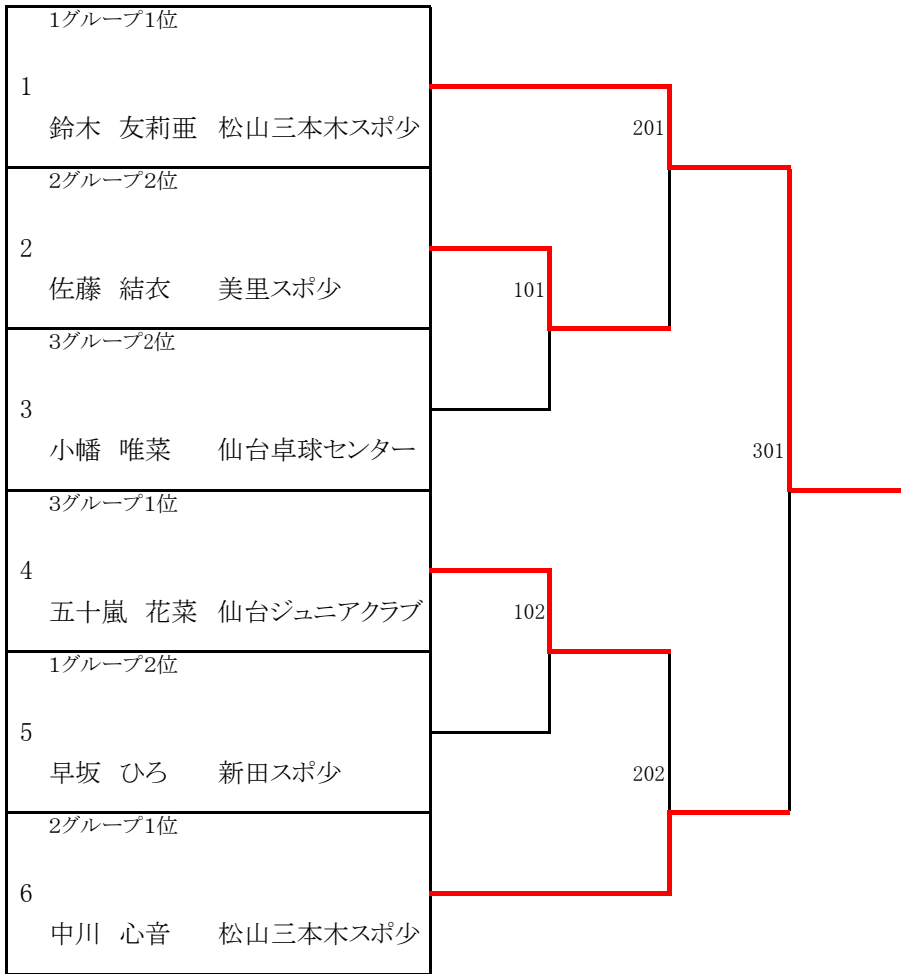 1グループ1位
1
鈴木 友莉亜 松山三本木スポ少
201
2グループ2位
2
佐藤 結衣 美里スポ少
101
3グループ2位
3
小幡 唯菜 仙台卓球センター
301
3グループ1位
4
五十嵐 花菜 仙台ジュニアクラブ
102
1グループ2位
5
早坂 ひろ 新田スポ少
202
2グループ1位
6
中川 心音 松山三本木スポ少